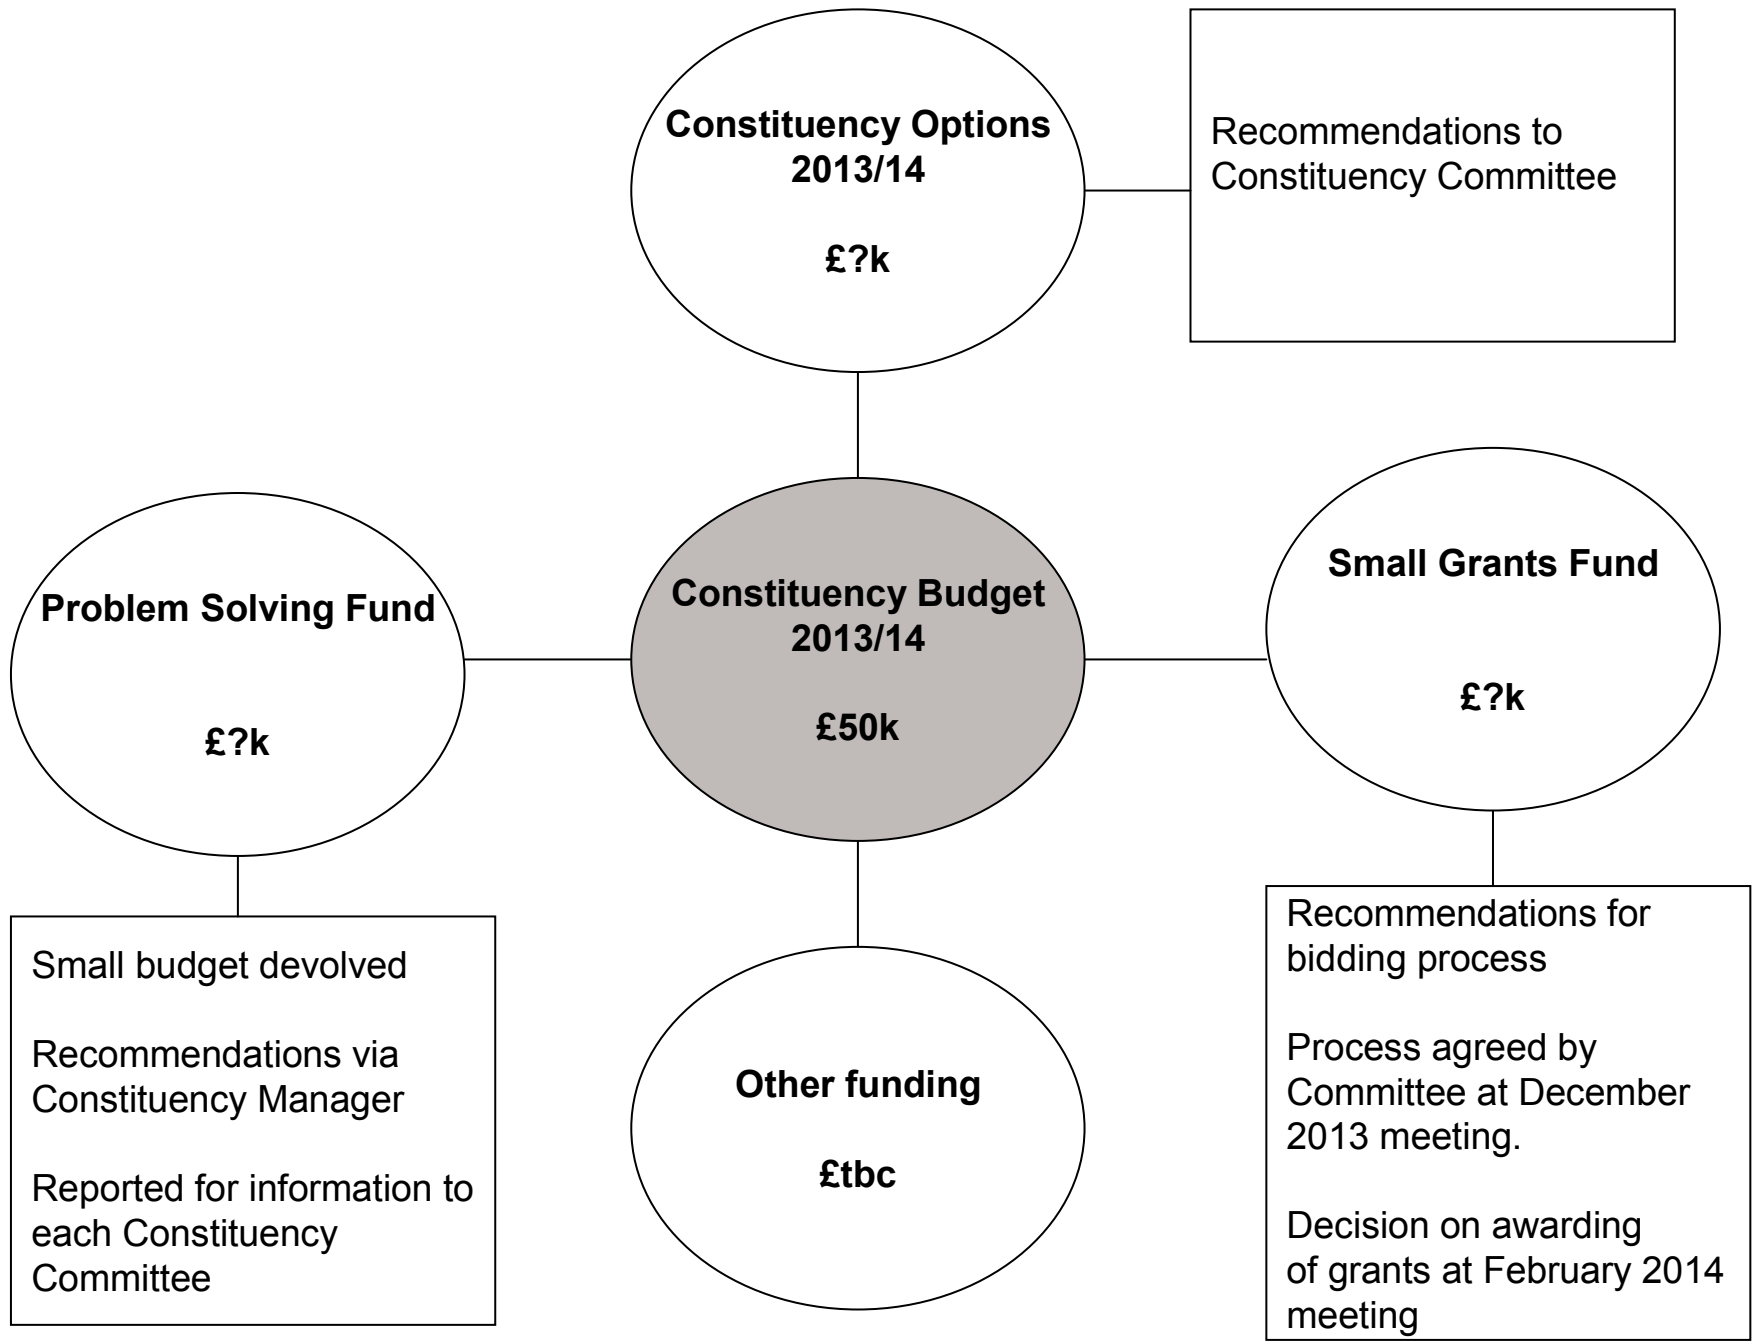 Constituency Options
2013/14
£?k
Recommendations to
Constituency Committee
Problem Solving Fund
£?k
Constituency Budget
2013/14
£50k
Small Grants Fund
£?k
Small budget devolved
Recommendations via
Constituency Manager
Reported for information to
each Constituency
Committee
Other funding
£tbc
Recommendations for
bidding process
Process agreed by
Committee at December
2013 meeting.
Decision on awarding
of grants at February 2014
meeting